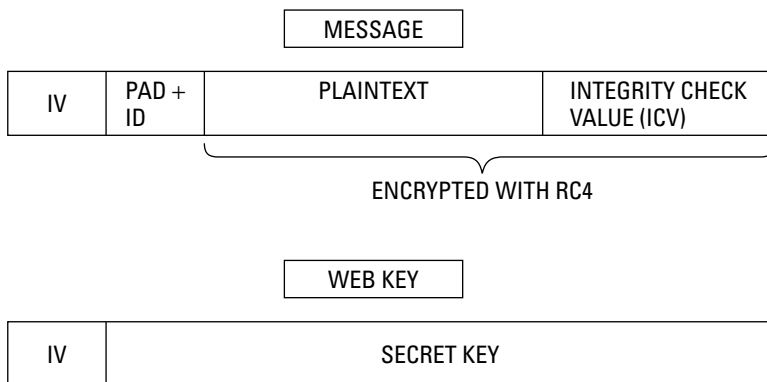 MESSAGE
IV
PAD +
ID
PLAINTEXT
INTEGRITY CHECK
VALUE (ICV)
ENCRYPTED WITH RC4
WEB KEY
IV
SECRET KEY